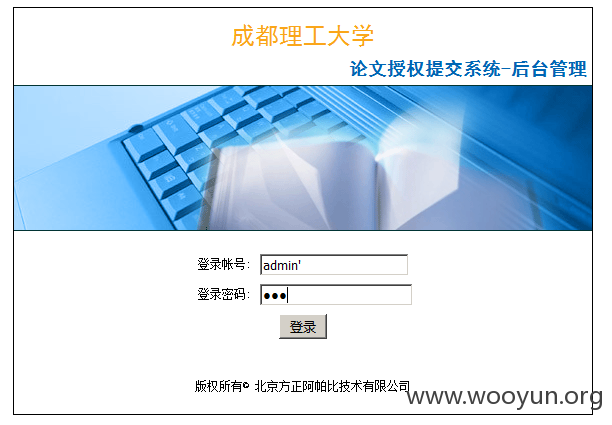 成都理工大学
论文授权提交系统-后台管理
登录帐号： admin'
登录密码： ●●●
登录
版权所有© 北京方正阿帕比技术有限公司
www.wooyun.org